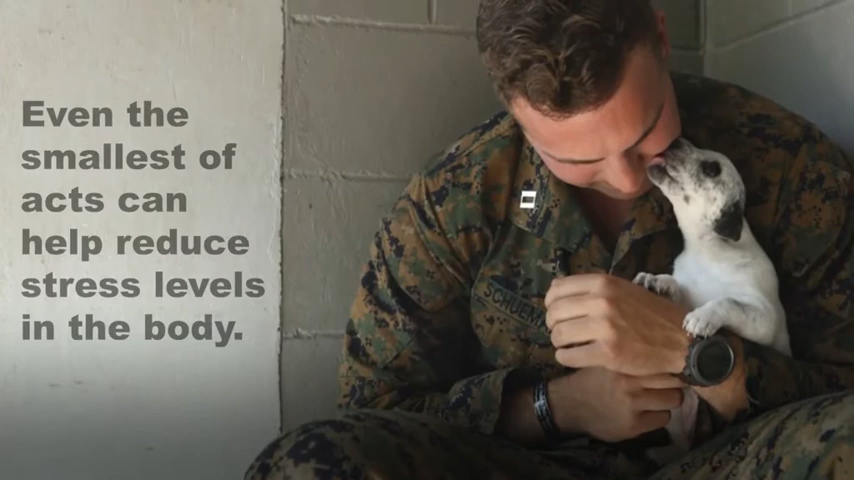 Even the
smallest of
acts can
help reduce
stress levels
in the body.